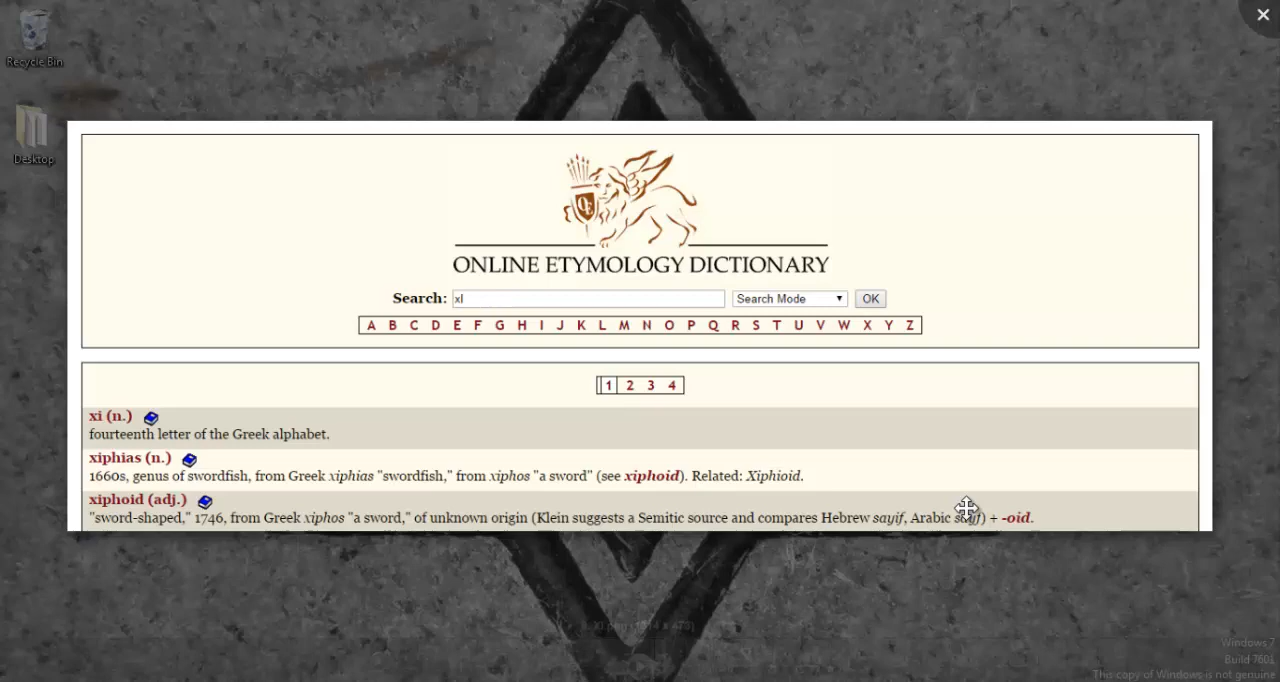 Recycle Bin
Desktop
OE
ONLINE ETYMOLOGY DICTIONARY
Search: xl Search Mode OK
A B C D E F G H I J K L M N O P Q R S T U V W X Y Z
1 2 3 4
xi (n.)
fourteenth letter of the Greek alphabet.
xiphias (n.)
1660s, genus of swordfish, from Greek xiphias "swordfish," from xiphos "a sword" (see xiphoid). Related: Xiphioid.
xiphoid (adj.)
"sword-shaped," 1746, from Greek xiphos "a sword," of unknown origin (Klein suggests a Semitic source and compares Hebrew sayif, Arabic sayf) + -oid.
Windows 7
Build 7601
This copy of Windows is not genuine